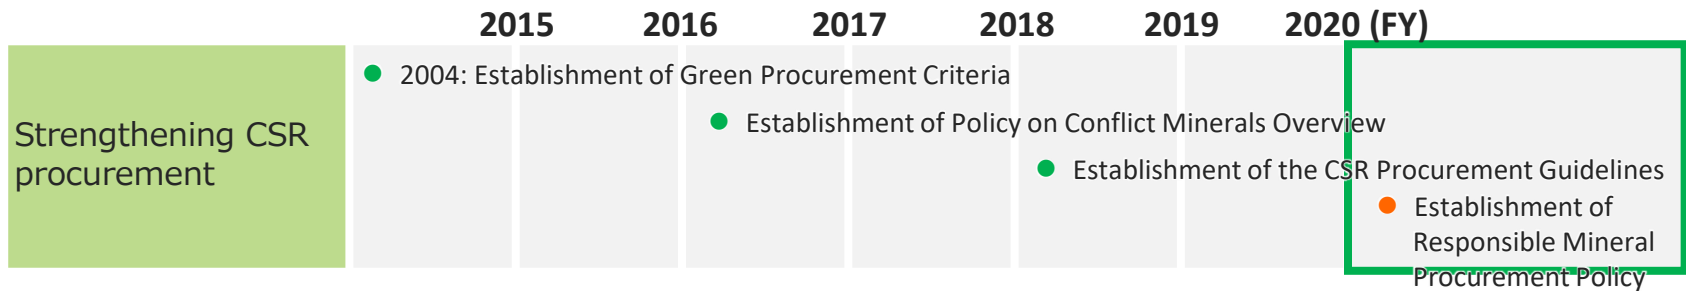 2015 2016 2017 2018 2019 2020 (FY)
Strengthening CSR
procurement
2004: Establishment of Green Procurement Criteria
Establishment of Policy on Conflict Minerals Overview
Establishment of the CSR Procurement Guidelines
Establishment of
Responsible Mineral
Procurement Policy